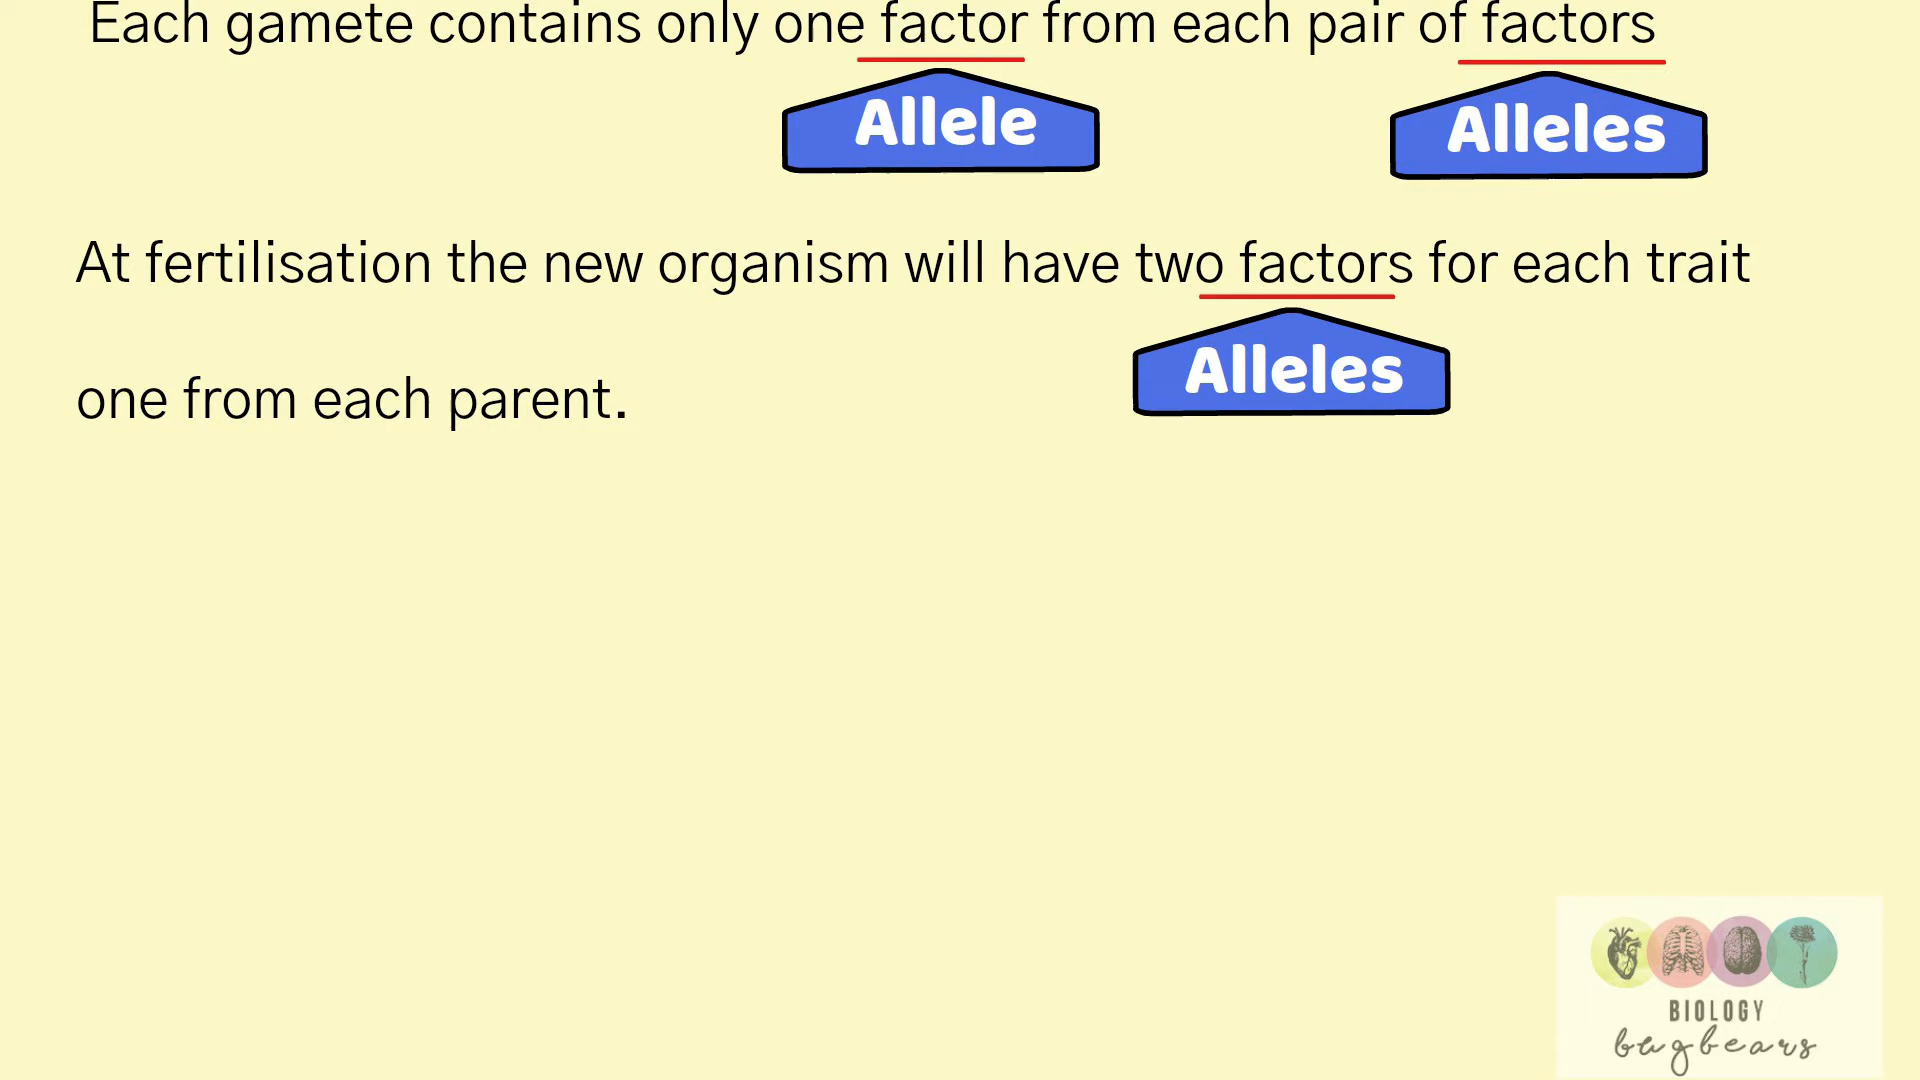 Each gamete contains only one factor from each pair of factors
Allele
Alleles
At fertilisation the new organism will have two factors for each trait
Alleles
one from each parent.
BIOLOGY
bugbears